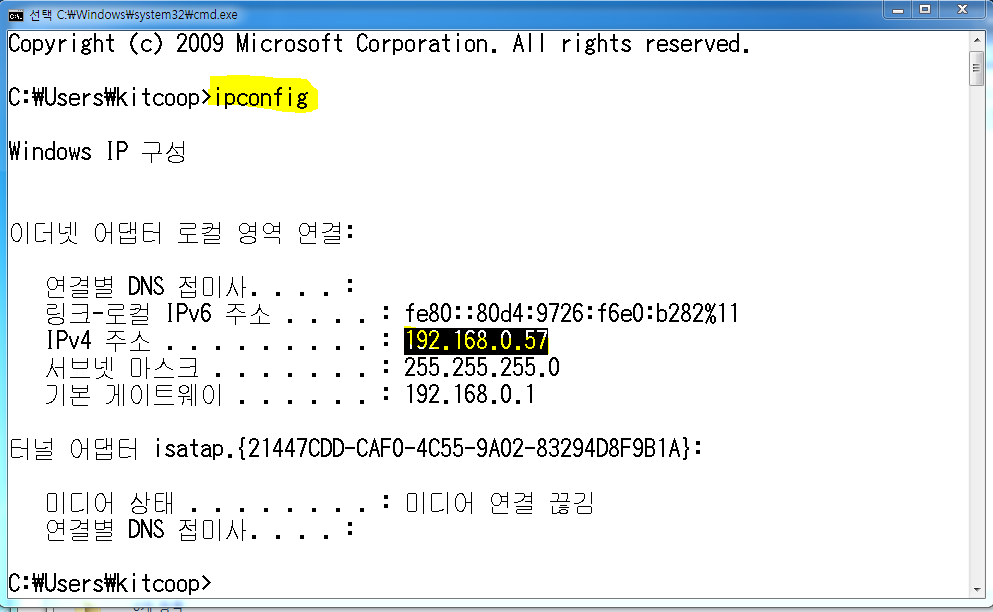 선택 C:₩Windows₩system32₩cmd.exe
Copyright (c) 2009 Microsoft Corporation. All rights reserved.
C:₩Users₩kitcoop>ipconfig
Windows IP 구성
이더넷 어댑터 로컬 영역 연결:
연결별 DNS 접미사. . . . :
링크-로컬 IPv6 주소 . . . . : fe80::80d4:9726:f6e0:b282%11
IPv4 주소 . . . . . . . . . : 192.168.0.57
서브넷 마스크 . . . . . . . : 255.255.255.0
기본 게이트웨이 . . . . . . : 192.168.0.1
터널 어댑터 isatap.{21447CDD-CAF0-4C55-9A02-83294D8F9B1A}:
미디어 상태 . . . . . . . . : 미디어 연결 끊김
연결별 DNS 접미사. . . . :
C:₩Users₩kitcoop>